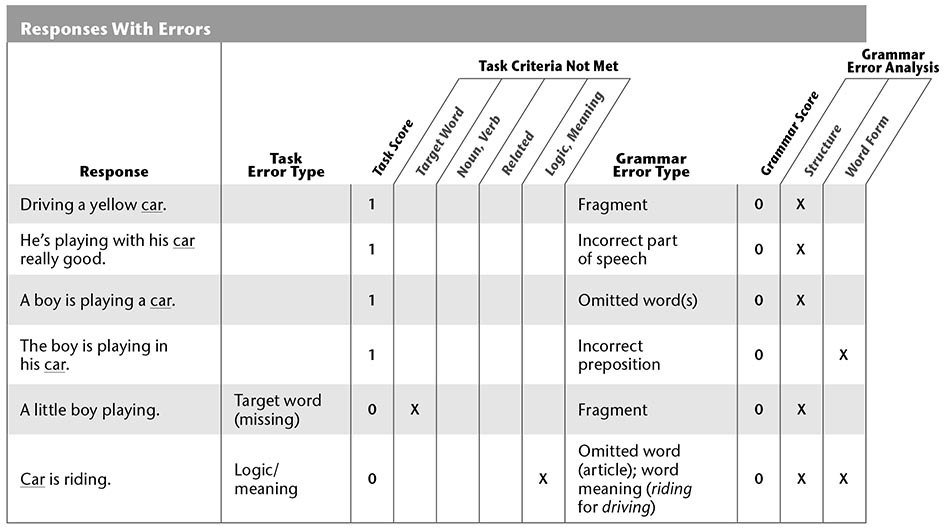 Responses With Errors
Grammar
Error Analysis
Task Criteria Not Met
Response
Task
Error Type
Task Score
Target Word
Noun, Verb
Related
Logic, Meaning
Grammar
Error Type
Grammar Score
Structure
Word Form
Driving a yellow car. 1 Fragment 0 X
He’s playing with his car
really good.
1
Incorrect part
of speech
0 X
A boy is playing a car. 1 Omitted word(s) 0 X
The boy is playing in
his car.
1
Incorrect
preposition
0 X
A little boy playing.
Target word
(missing)
0 X Fragment 0 X
Car is riding.
Logic/
meaning
0 X
Omitted word
(article); word
meaning (riding
for driving)
0 X X